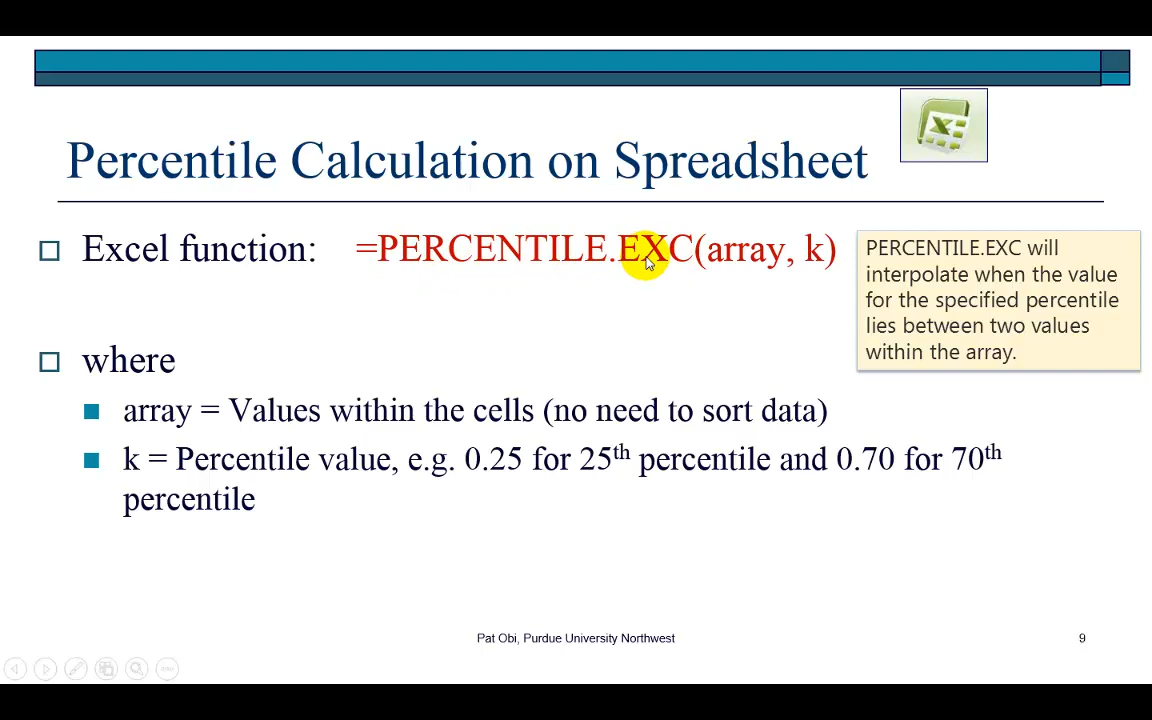 Percentile Calculation on Spreadsheet
Excel function: =PERCENTILE.EXC(array, k)
PERCENTILE.EXC will
interpolate when the value
for the specified percentile
lies between two values
within the array.
where
array = Values within the cells (no need to sort data)
k = Percentile value, e.g. 0.25 for 25th percentile and 0.70 for 70th
percentile
Pat Obi, Purdue University Northwest
9